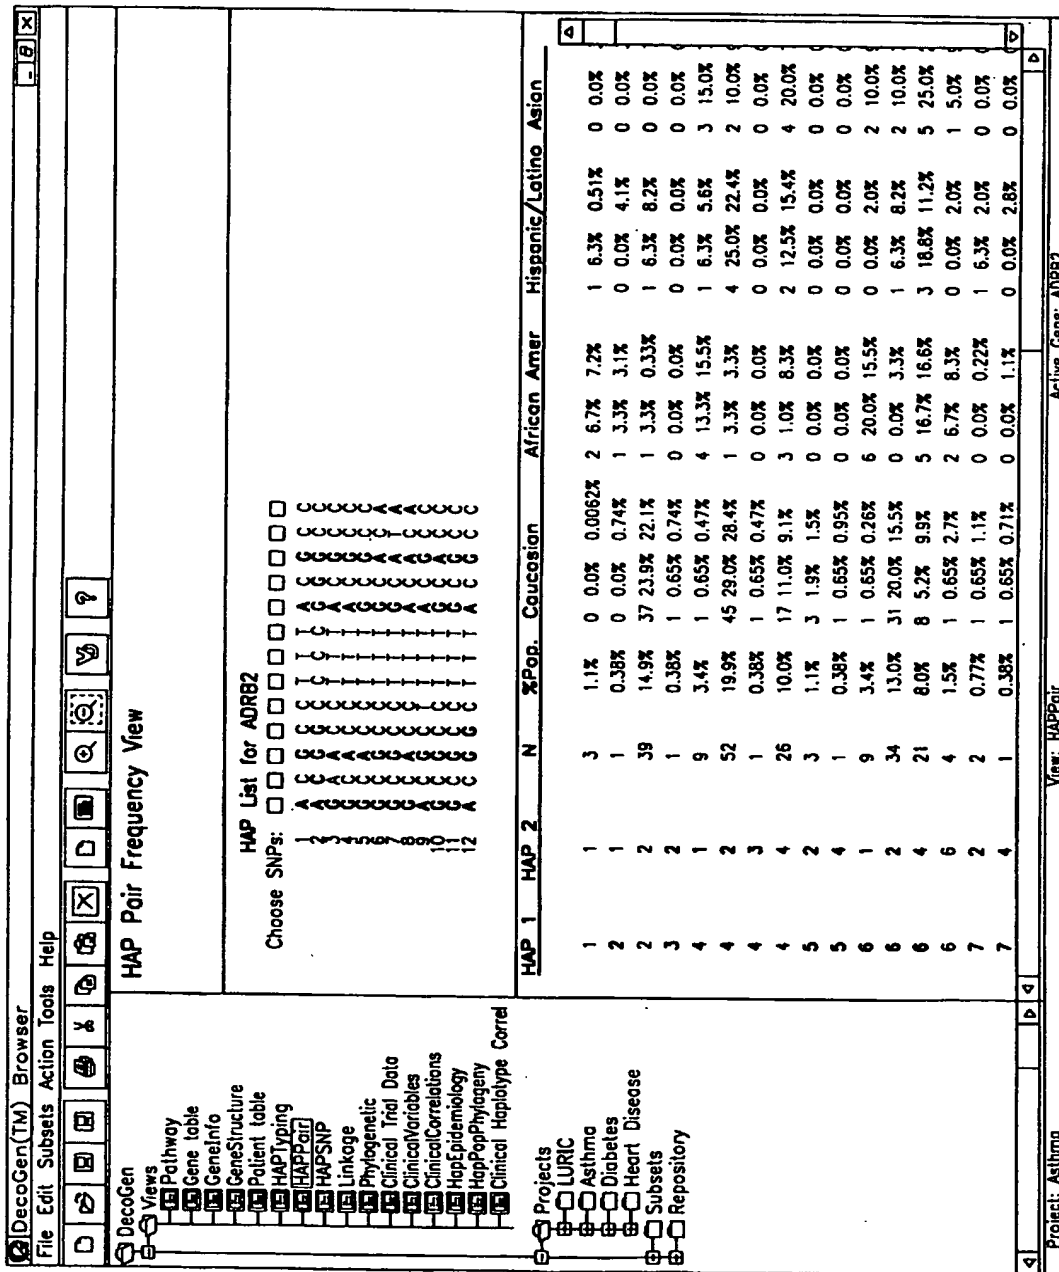 DecoGen(TM) Browser
File Edit Subsets Action Tools Help
DecoGen
Views
Pathway
Gene table
GeneInfo
GeneStructure
Patient table
HAPTyping
HAPPair
HAPSNP
Linkage
Phylogenetic
Clinical Trial Data
ClinicalVariables
ClinicalCorrelations
HapEpidemiology
HapPopPhylogeny
Clinical Haplotype Correl
Projects
LURIC
Asthma
Diabetes
Heart Disease
Subsets
Repository
HAP Pair Frequency View
HAP List for ADRB2
Choose SNPs:
1
2
3
4
5
6
7
8
9
10
11
12
HAP 1 HAP 2 N %Pop. Caucasian African Amer Hispanic/Latino Asian
1 1 3 1.1% 0 0.0% 0.0062% 2 6.7% 7.2% 1 6.3% 0.51% 0 0.0%
2 1 1 0.38% 0 0.0% 0.74% 1 3.3% 3.1% 0 0.0% 4.1% 0 0.0%
2 2 39 14.9% 37 23.9% 22.1% 1 3.3% 0.33% 1 6.3% 8.2% 0 0.0%
3 2 1 0.38% 1 0.65% 0.74% 0 0.0% 0.0% 0 0.0% 0.0% 0 0.0%
4 1 9 3.4% 1 0.65% 0.47% 4 13.3% 15.5% 1 6.3% 5.6% 3 15.0%
4 2 52 19.9% 45 29.0% 28.4% 1 3.3% 3.3% 4 25.0% 22.4% 2 10.0%
4 3 1 0.38% 1 0.65% 0.47% 0 0.0% 0.0% 0 0.0% 0.0% 0 0.0%
4 4 26 10.0% 17 11.0% 9.1% 3 1.0% 8.3% 2 12.5% 15.4% 4 20.0%
5 2 3 1.1% 3 1.9% 1.5% 0 0.0% 0.0% 0 0.0% 0.0% 0 0.0%
5 4 1 0.38% 1 0.65% 0.95% 0 0.0% 0.0% 0 0.0% 0.0% 0 0.0%
6 1 9 3.4% 1 0.65% 0.26% 6 20.0% 15.5% 0 0.0% 2.0% 2 10.0%
6 2 34 13.0% 31 20.0% 15.5% 0 0.0% 3.3% 1 6.3% 8.2% 2 10.0%
6 4 21 8.0% 8 5.2% 9.9% 5 16.7% 16.6% 3 18.8% 11.2% 5 25.0%
6 6 4 1.5% 1 0.65% 2.7% 2 6.7% 8.3% 0 0.0% 2.0% 1 5.0%
7 2 2 0.77% 1 0.65% 1.1% 0 0.0% 0.22% 1 6.3% 2.0% 0 0.0%
7 4 1 0.38% 1 0.65% 0.71% 0 0.0% 1.1% 0 0.0% 2.8% 0 0.0%
Project: Asthma View: HAPPair Active Gene: ADRB2